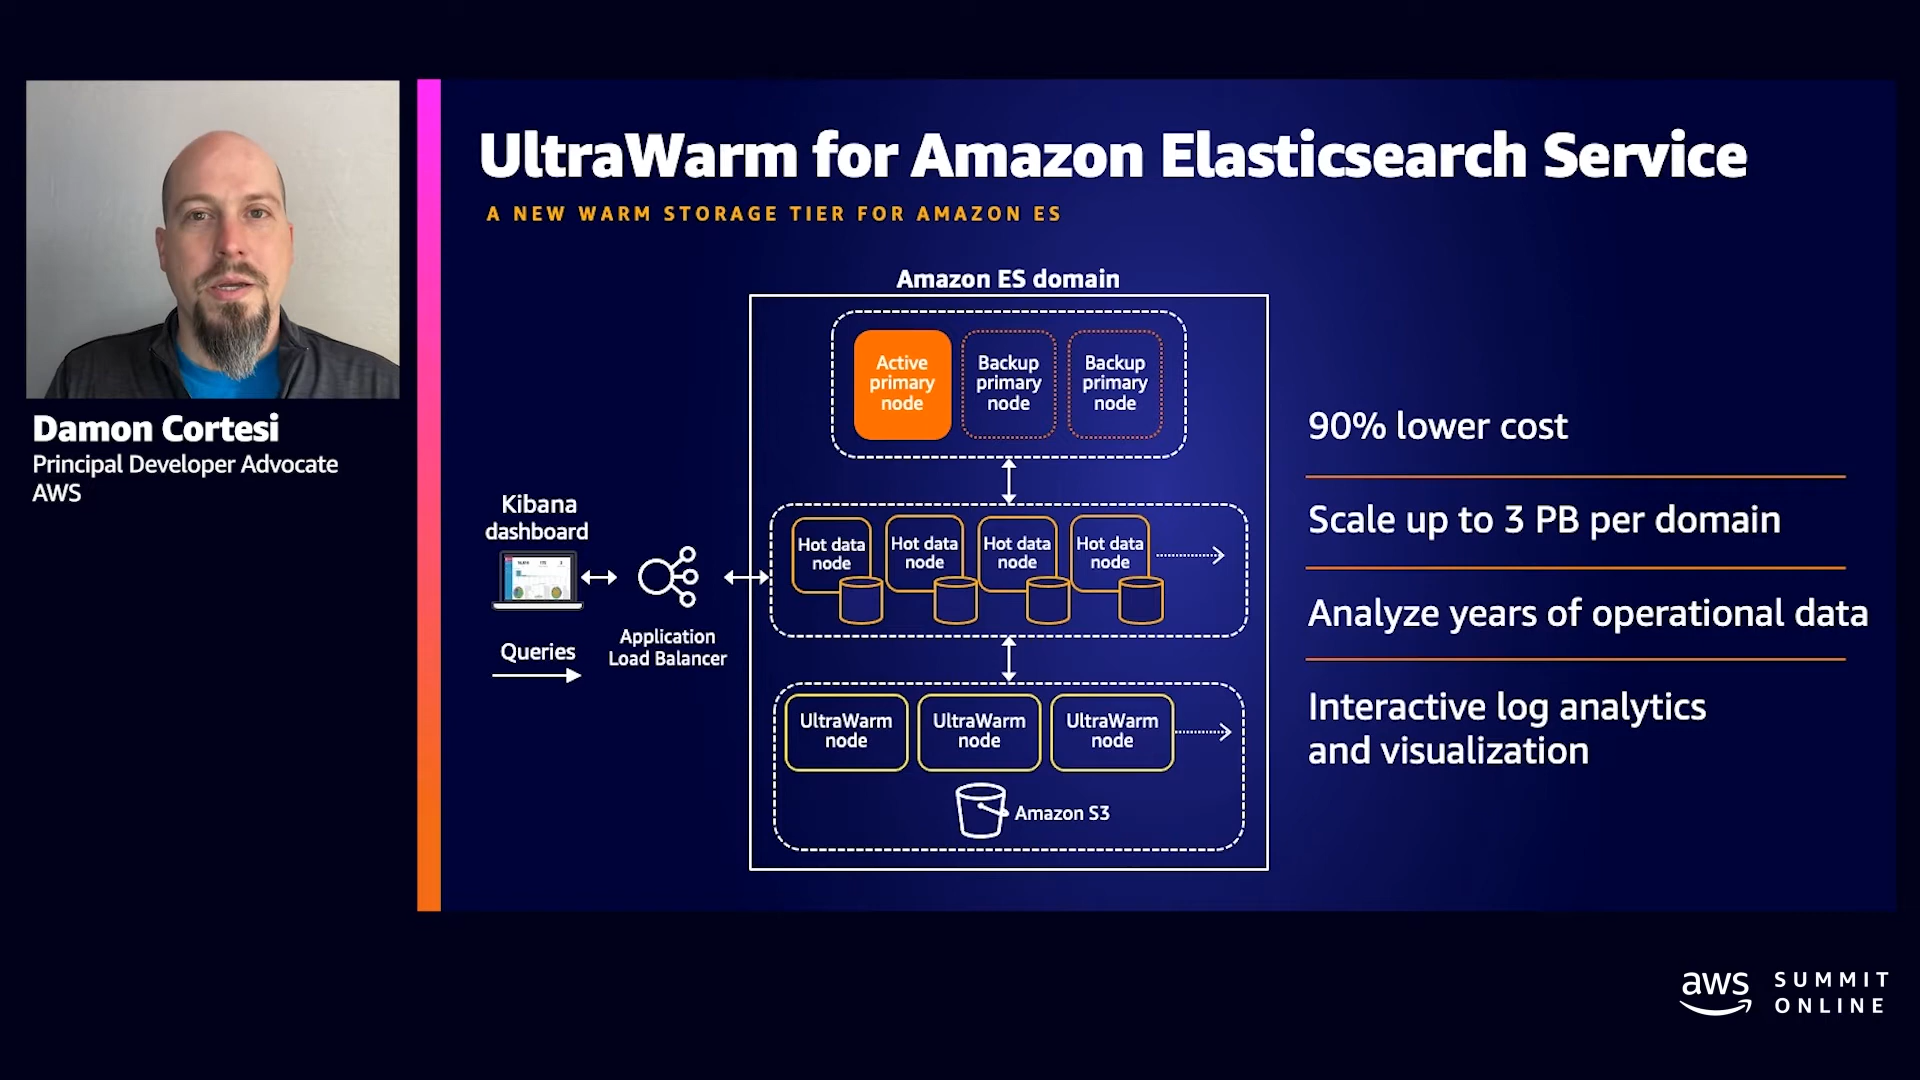 UltraWarm for Amazon Elasticsearch Service
A NEW WARM STORAGE TIER FOR AMAZON ES
Damon Cortesi
Principal Developer Advocate
AWS
Amazon ES domain
Active
primary
node
Backup
primary
node
Backup
primary
node
Kibana
dashboard
Queries
Application
Load Balancer
Hot data
node
Hot data
node
Hot data
node
Hot data
node
UltraWarm
node
UltraWarm
node
UltraWarm
node
Amazon S3
90% lower cost
Scale up to 3 PB per domain
Analyze years of operational data
Interactive log analytics
and visualization
aws
SUMMIT
ONLINE